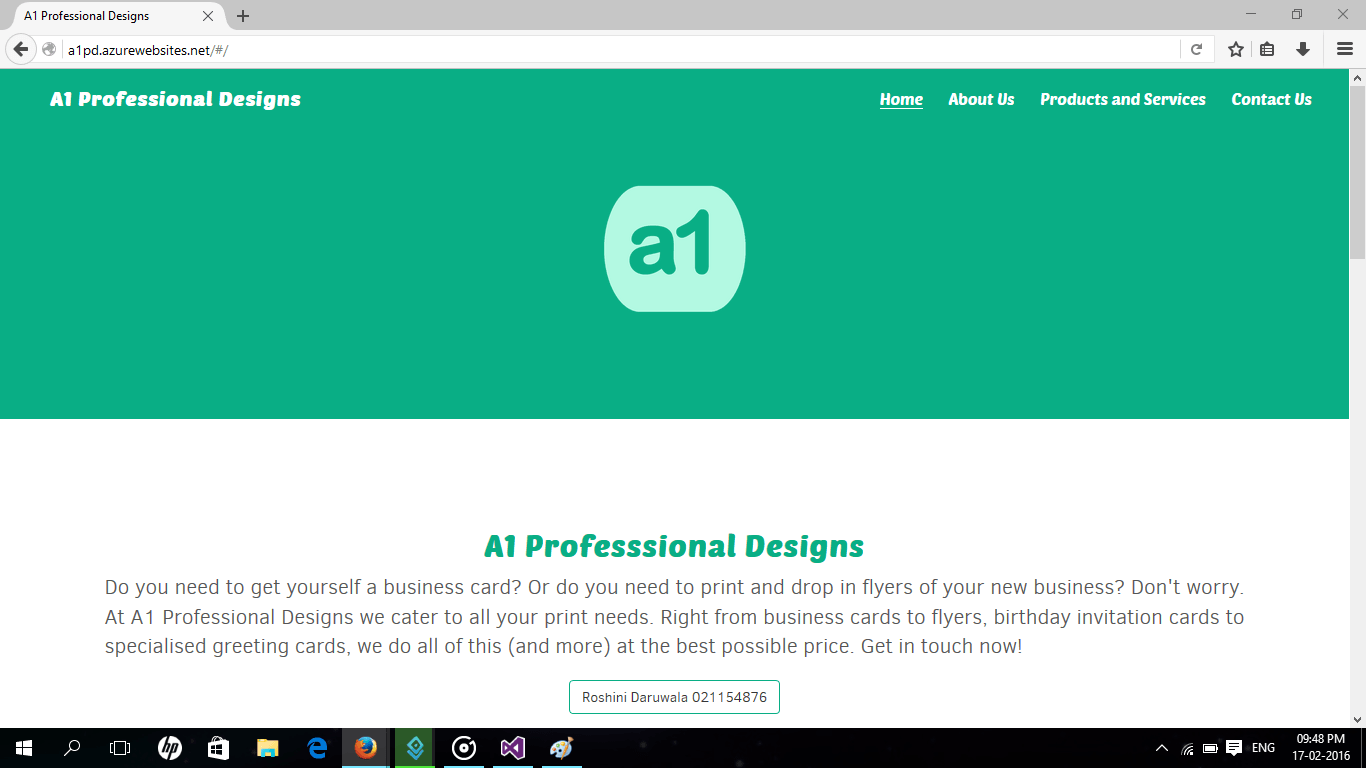 A1 Professional Designs
a1pd.azurewebsites.net/#/
A1 Professional Designs
Home About Us Products and Services Contact Us
a1
A1 Professsional Designs
Do you need to get yourself a business card? Or do you need to print and drop in flyers of your new business? Don't worry.
At A1 Professional Designs we cater to all your print needs. Right from business cards to flyers, birthday invitation cards to
specialised greeting cards, we do all of this (and more) at the best possible price. Get in touch now!
Roshini Daruwala 021154876
hp
ENG
09:48 PM
17-02-2016